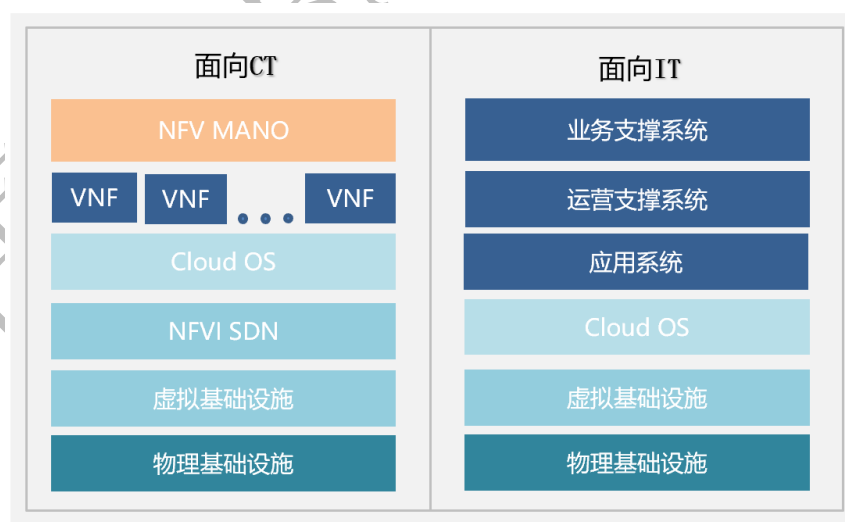 面向CT
NFV MANO
VNF VNF ... VNF
Cloud OS
NFVI SDN
虚拟基础设施
物理基础设施
面向IT
业务支撑系统
运营支撑系统
应用系统
Cloud OS
虚拟基础设施
物理基础设施